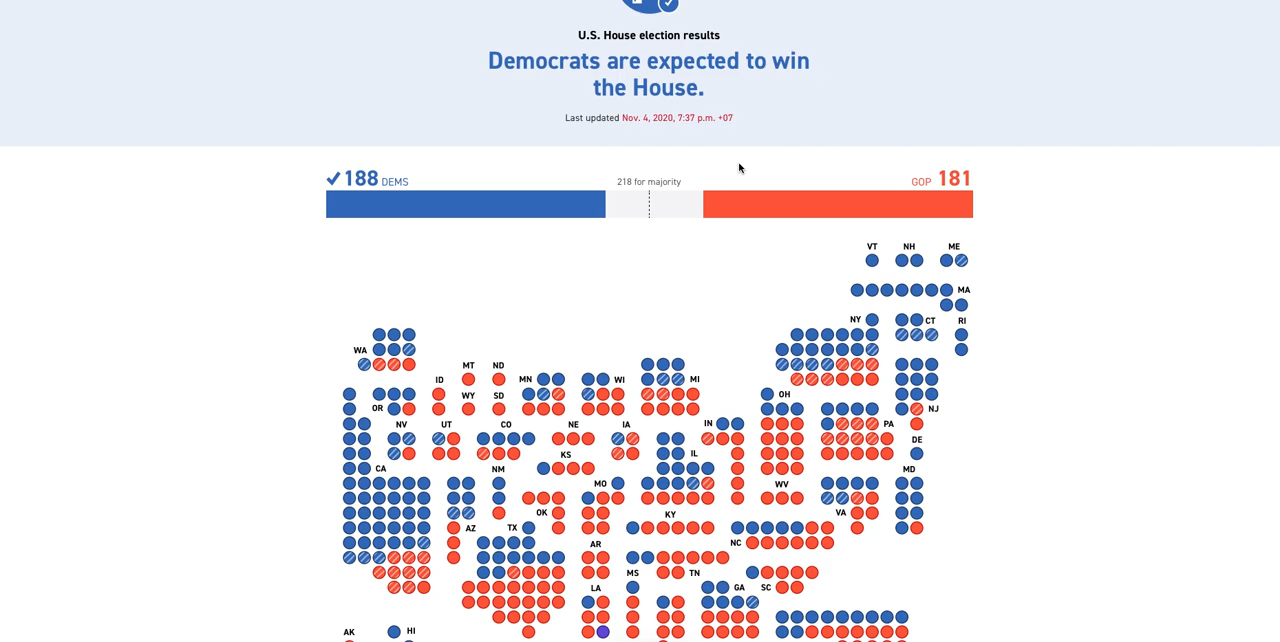 U.S. House election results
Democrats are expected to win
the House.
Last updated Nov. 4, 2020, 7:37 p.m. +07
188 DEMS
218 for majority
GOP 181
VT NH ME
MA
NY CT RI
WA
MT ND
ID MN WI MI
WY SD OH
OR NJ
NV UT CO NE IA IN PA
DE
KS IL
CA NM MD
MO WV
OK KY VA
AZ TX
NC
AR
MS TN
LA GA SC
AK HI